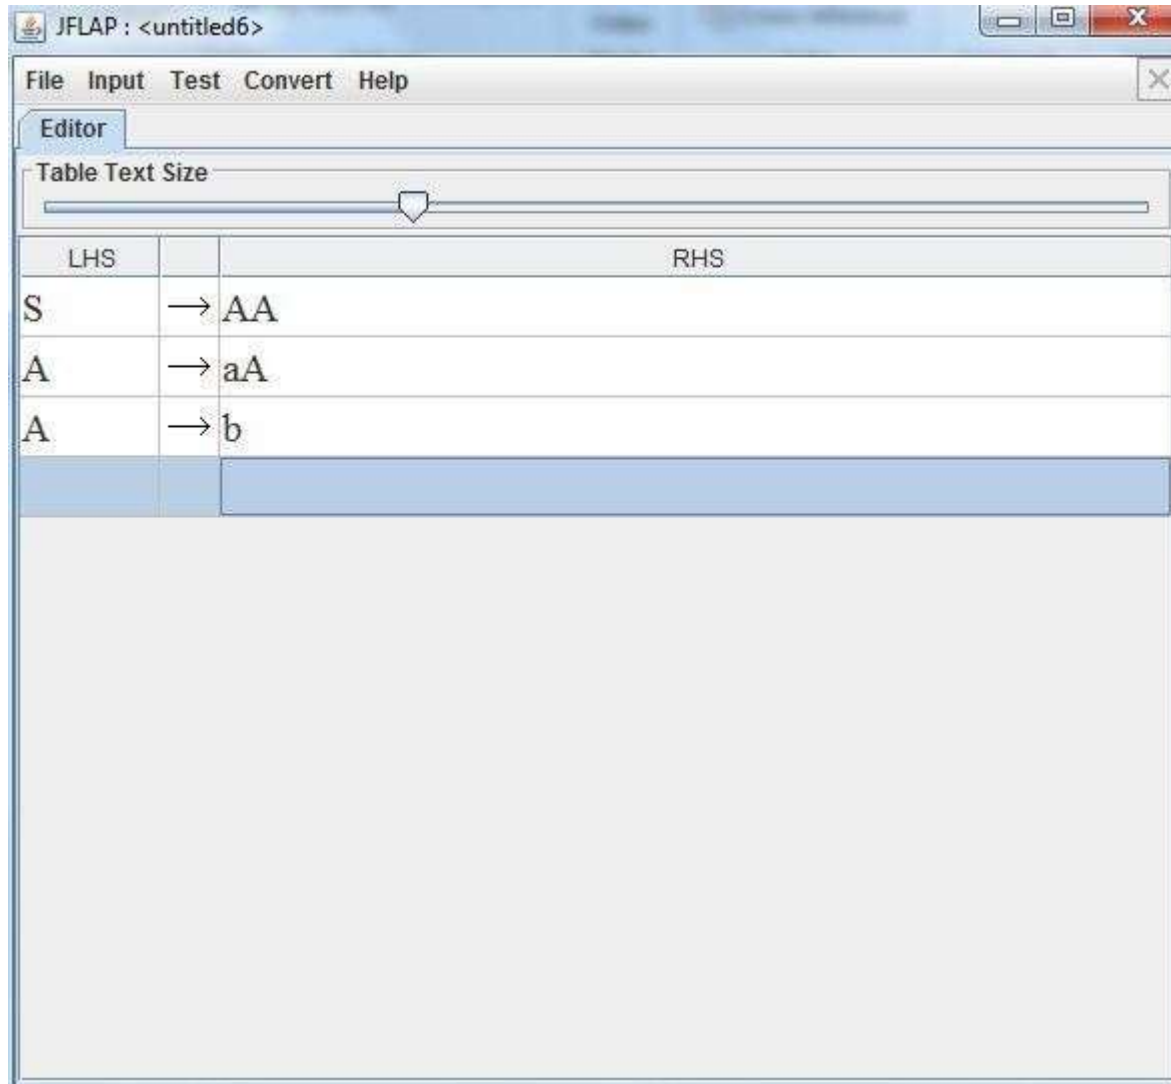 JFLAP : <untitled6>
File Input Test Convert Help
Editor
Table Text Size
LHS RHS
S → AA
A → aA
A → b